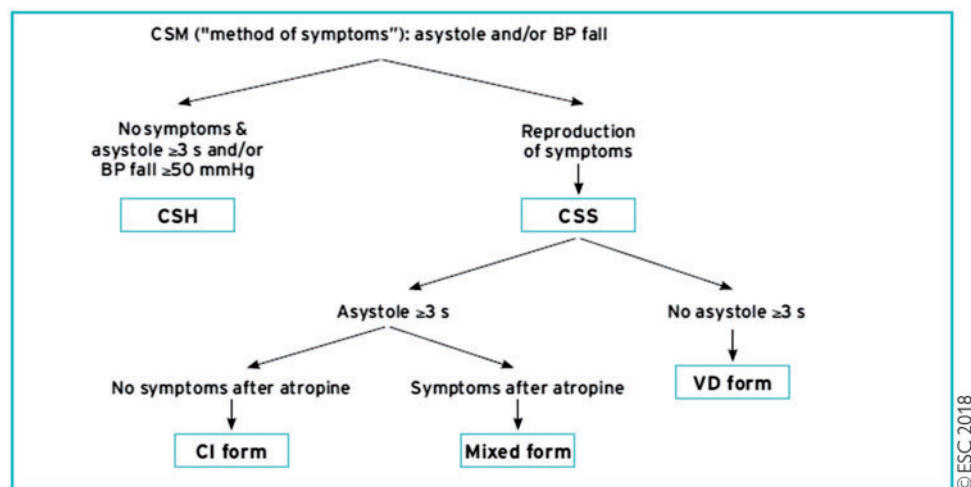 CSM ("method of symptoms"): asystole and/or BP fall
No symptoms &
asystole ≥3 s and/or
BP fall ≥50 mmHg
CSH
Reproduction
of symptoms
CSS
Asystole ≥3 s
No asystole ≥3 s
No symptoms after atropine
Symptoms after atropine
VD form
CI form
Mixed form
©ESC 2018